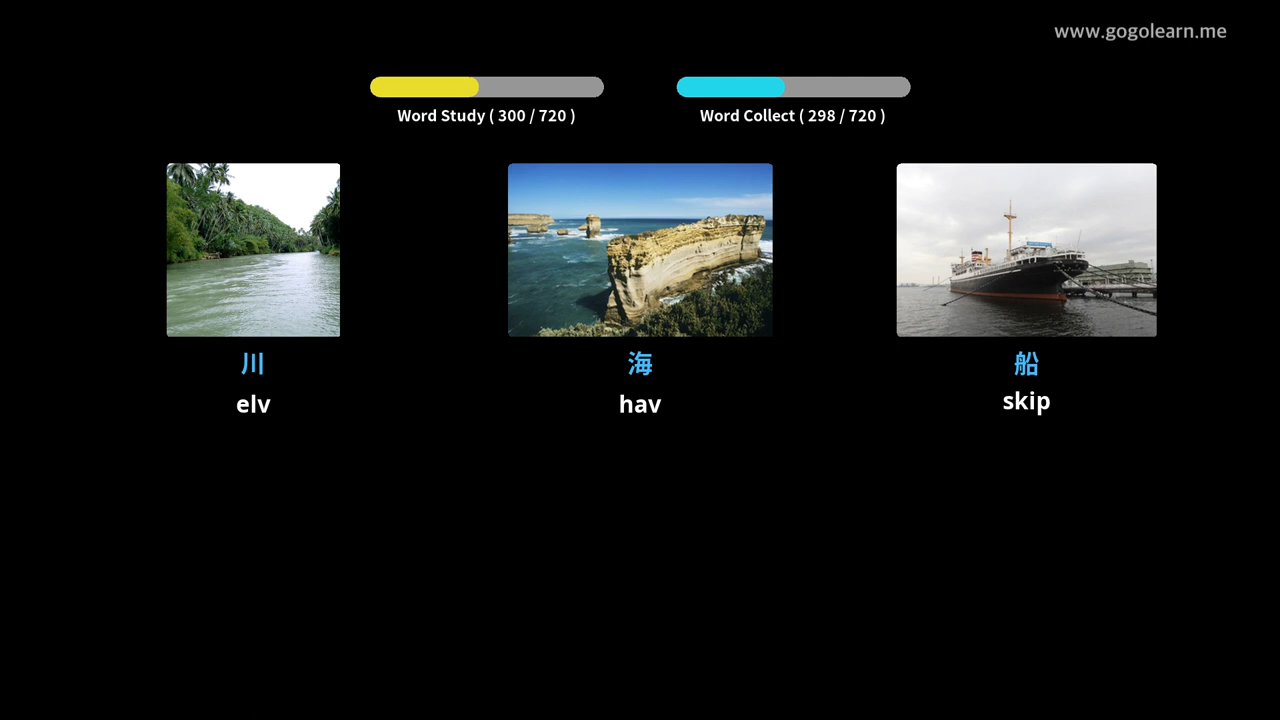 www.gogolearn.me
Word Study ( 300 / 720 )
Word Collect ( 298 / 720 )
川
海
船
elv
hav
skip